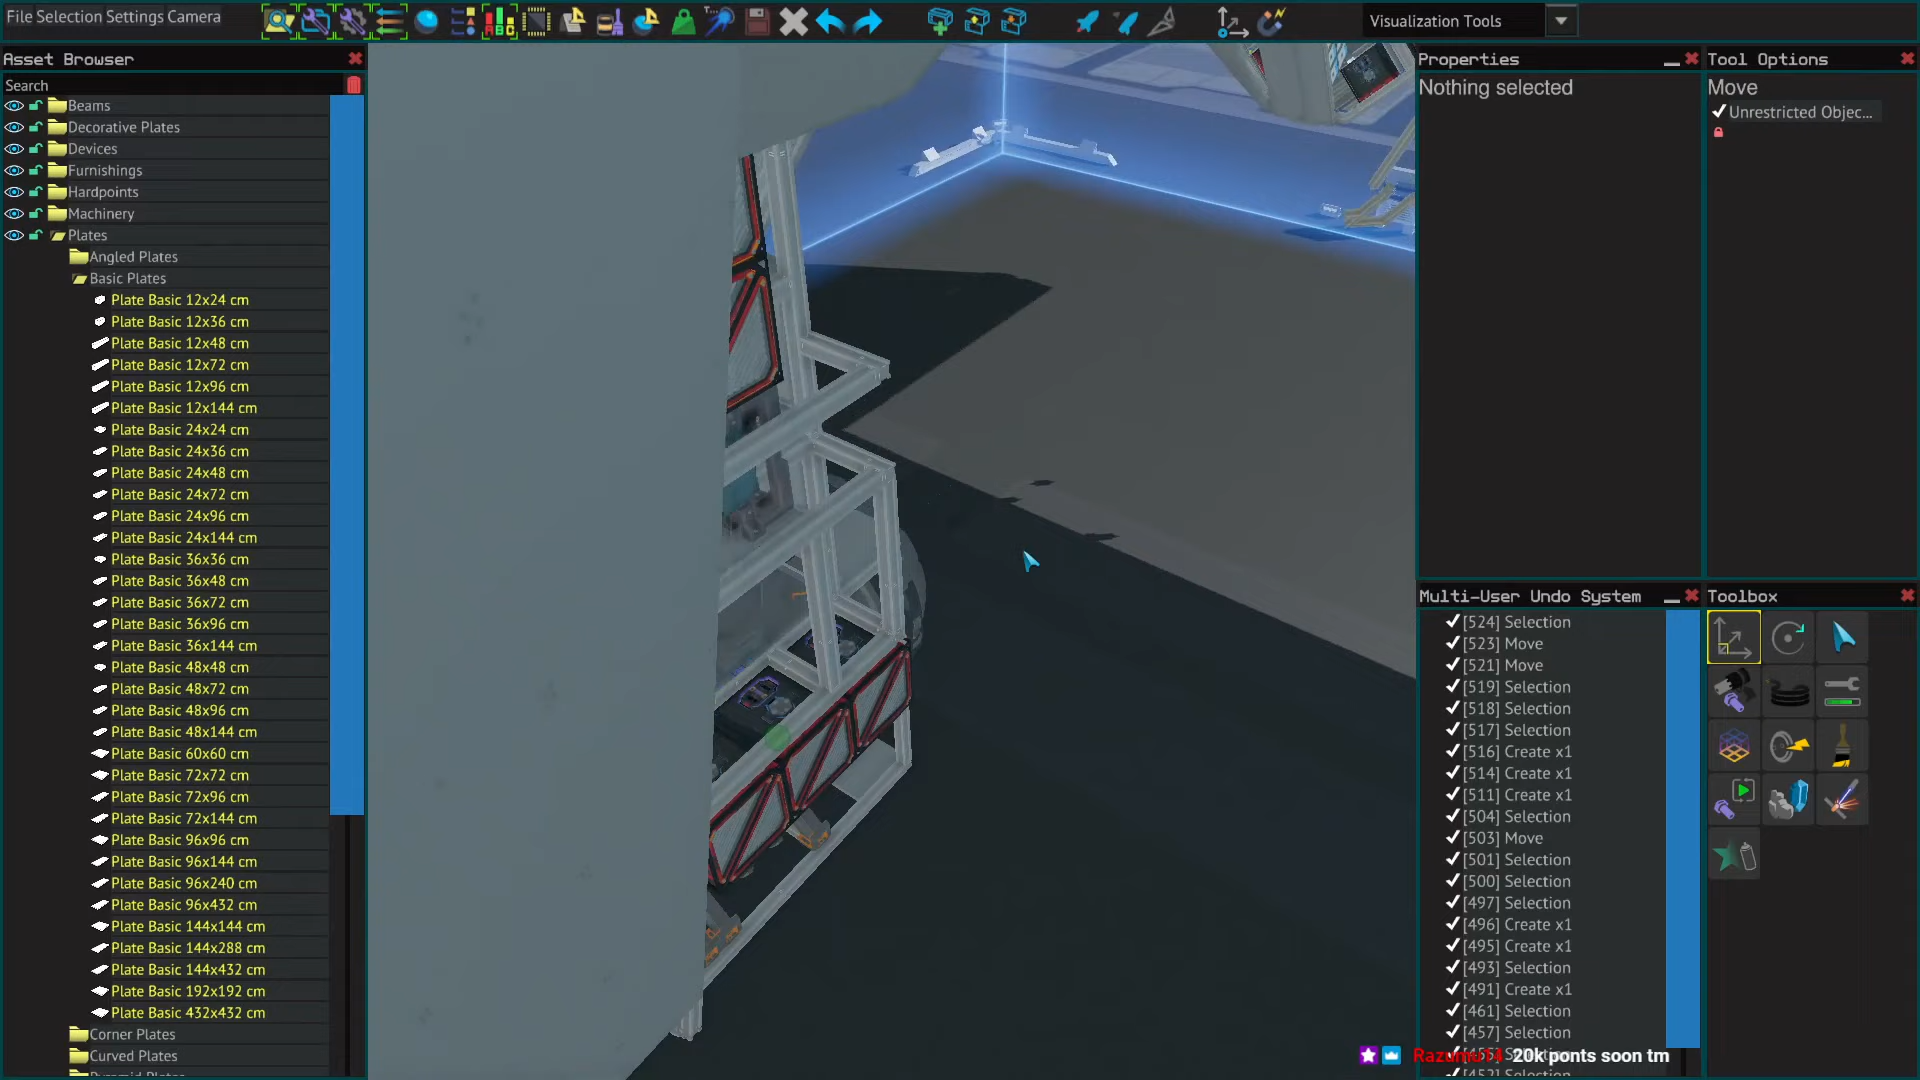 File Selection Settings Camera
Visualization Tools
Asset Browser
Search
Beams
Decorative Plates
Devices
Furnishings
Hardpoints
Machinery
Plates
Angled Plates
Basic Plates
Plate Basic 12x24 cm
Plate Basic 12x36 cm
Plate Basic 12x48 cm
Plate Basic 12x72 cm
Plate Basic 12x96 cm
Plate Basic 12x144 cm
Plate Basic 24x24 cm
Plate Basic 24x36 cm
Plate Basic 24x48 cm
Plate Basic 24x72 cm
Plate Basic 24x96 cm
Plate Basic 24x144 cm
Plate Basic 36x36 cm
Plate Basic 36x48 cm
Plate Basic 36x72 cm
Plate Basic 36x96 cm
Plate Basic 36x144 cm
Plate Basic 48x48 cm
Plate Basic 48x72 cm
Plate Basic 48x96 cm
Plate Basic 48x144 cm
Plate Basic 60x60 cm
Plate Basic 72x72 cm
Plate Basic 72x96 cm
Plate Basic 72x144 cm
Plate Basic 96x96 cm
Plate Basic 96x144 cm
Plate Basic 96x240 cm
Plate Basic 96x432 cm
Plate Basic 144x144 cm
Plate Basic 144x288 cm
Plate Basic 144x432 cm
Plate Basic 192x192 cm
Plate Basic 432x432 cm
Corner Plates
Curved Plates
Properties
Nothing selected
Tool Options
Move
Unrestricted Objec...
Multi-User Undo System
[524] Selection
[523] Move
[521] Move
[519] Selection
[518] Selection
[517] Selection
[516] Create x1
[514] Create x1
[511] Create x1
[504] Selection
[503] Move
[501] Selection
[500] Selection
[497] Selection
[496] Create x1
[495] Create x1
[493] Selection
[491] Create x1
[461] Selection
[457] Selection
Razumu14 20k ponts soon tm
Toolbox